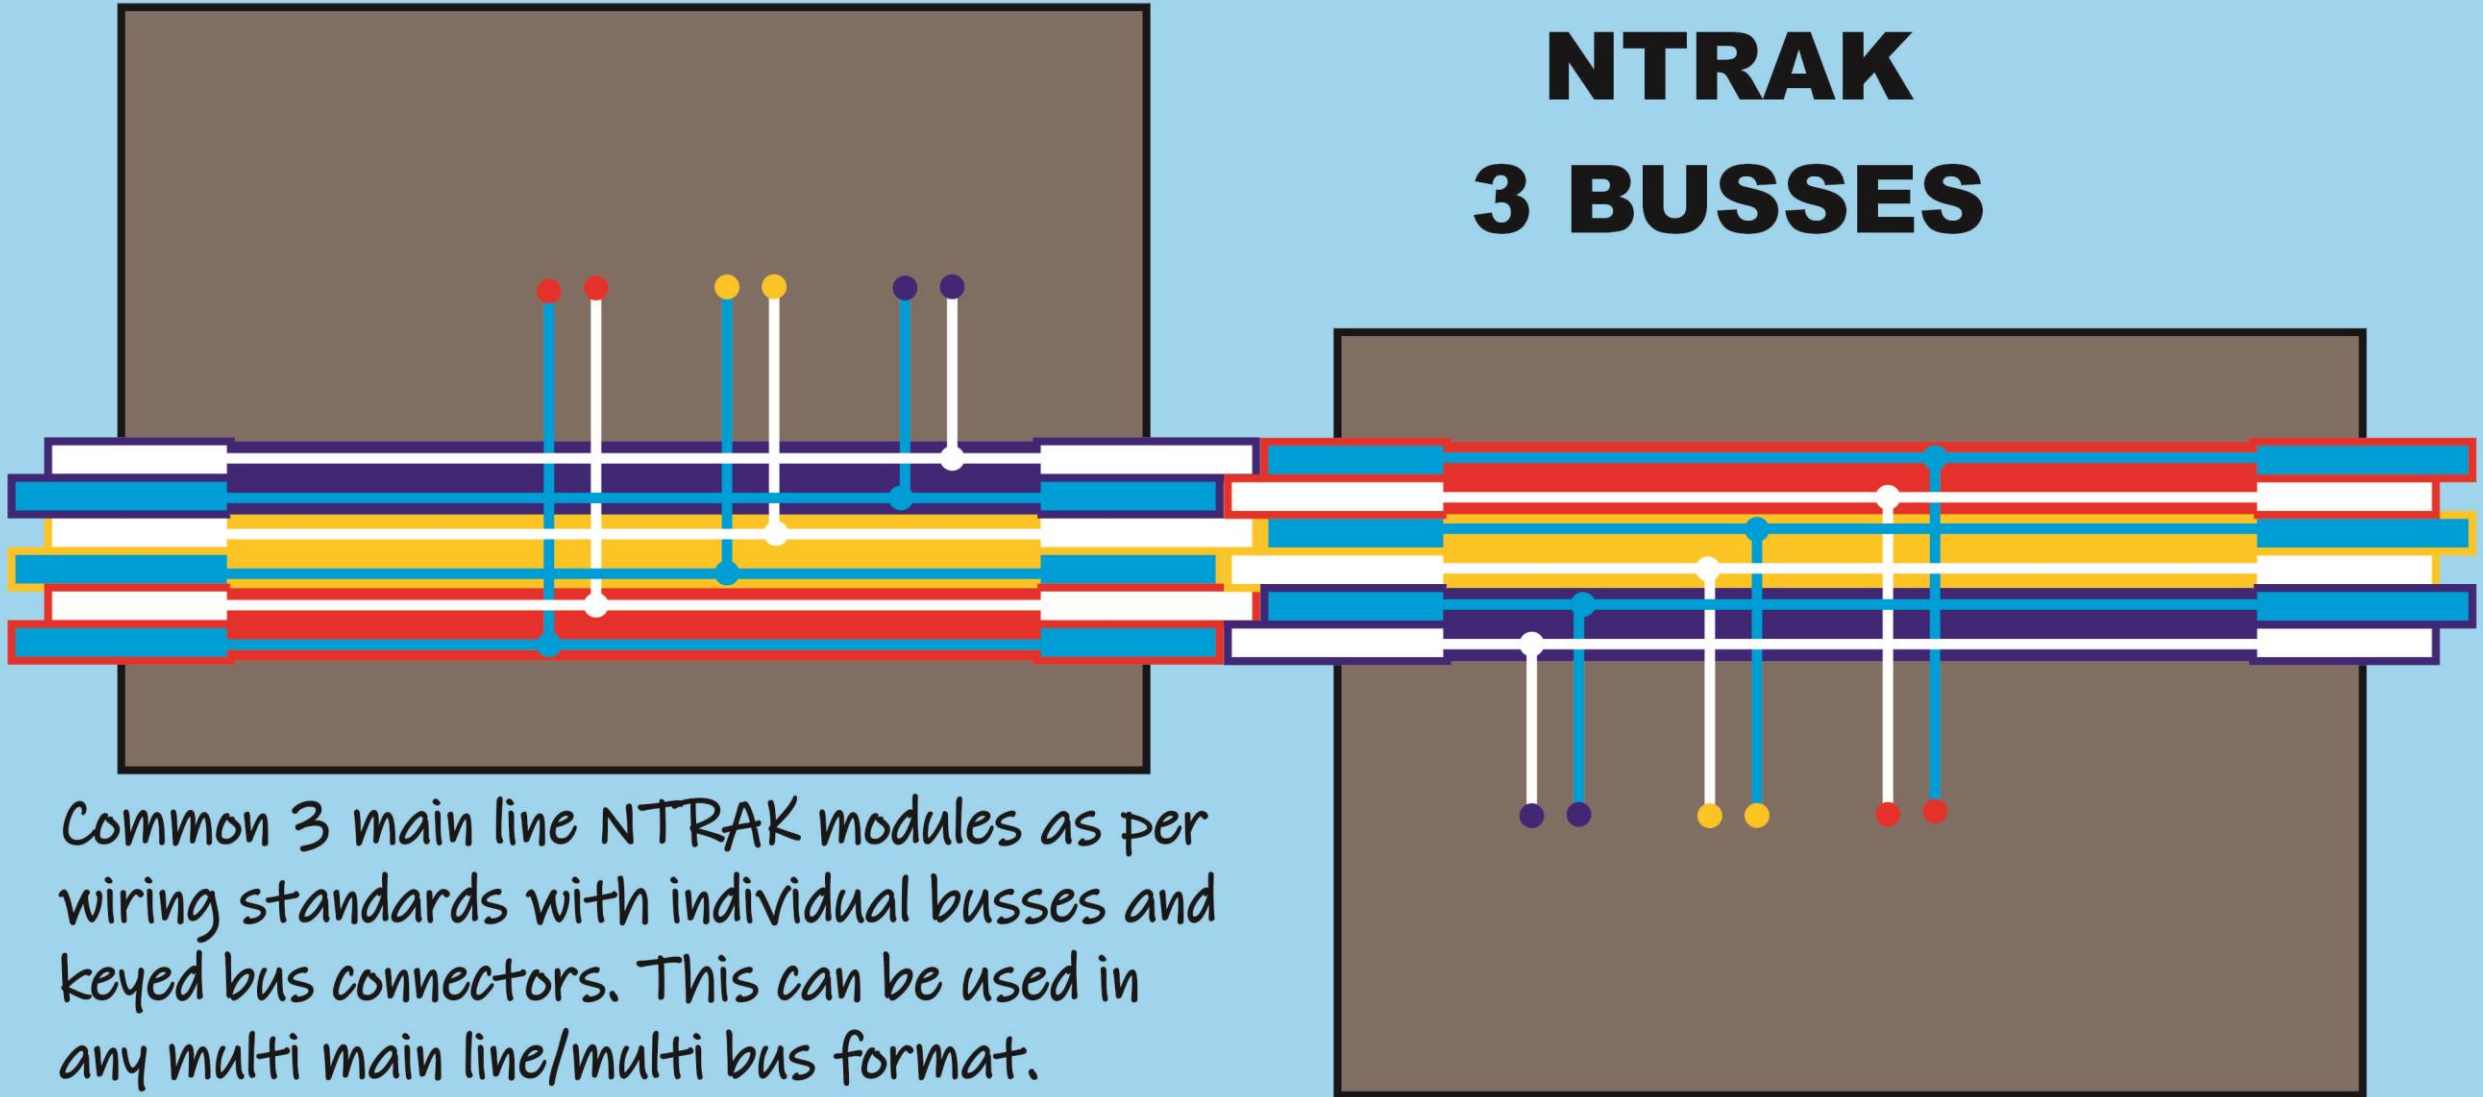 NTRAK
3 BUSSES
Common 3 main line NTRAK modules as per
wiring standards with individual busses and
keyed bus connectors. This can be used in
any multi main line/multi bus format.